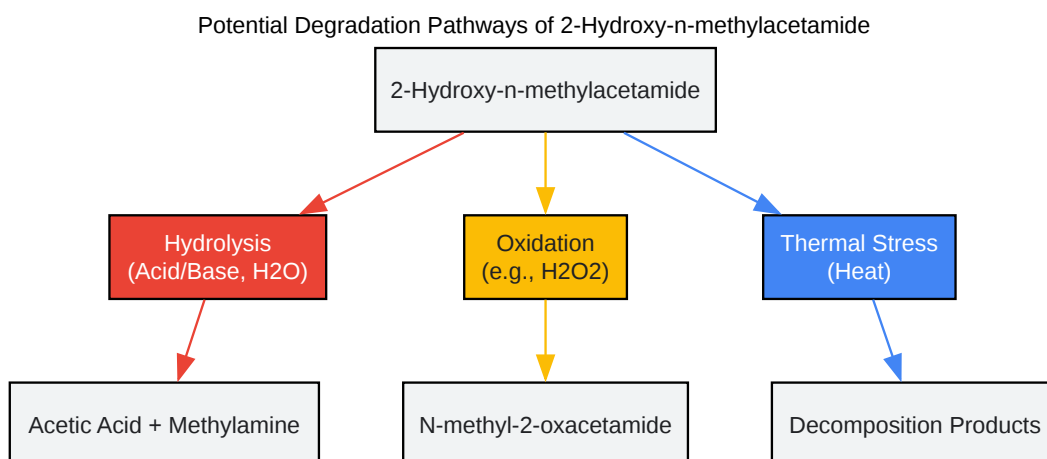 Potential Degradation Pathways of 2-Hydroxy-n-methylacetamide
2-Hydroxy-n-methylacetamide
Hydrolysis
(Acid/Base, H2O)
Oxidation
(e.g., H2O2)
Thermal Stress
(Heat)
Acetic Acid + Methylamine
N-methyl-2-oxacetamide
Decomposition Products